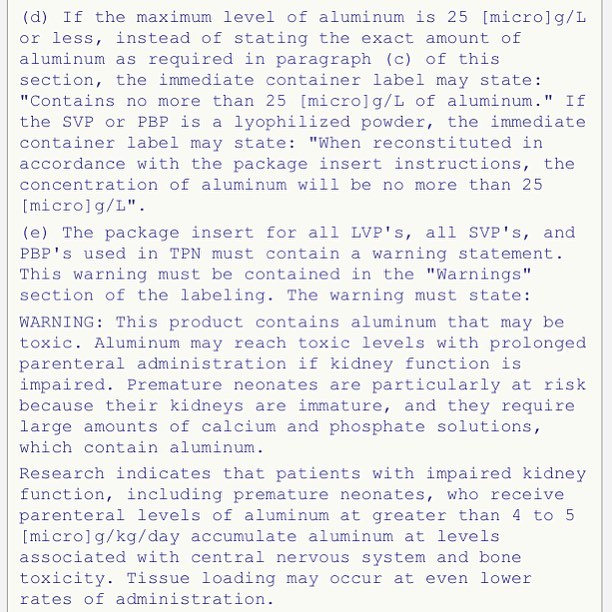 (d) If the maximum level of aluminum is 25 [micro]g/L
or less, instead of stating the exact amount of
aluminum as required in paragraph (c) of this
section, the immediate container label may state:
"Contains no more than 25 [micro]g/L of aluminum." If
the SVP or PBP is a lyophilized powder, the immediate
container label may state: "When reconstituted in
accordance with the package insert instructions, the
concentration of aluminum will be no more than 25
[micro]g/L".
(e) The package insert for all LVP's, all SVP's, and
PBP's used in TPN must contain a warning statement.
This warning must be contained in the "Warnings"
section of the labeling. The warning must state:
WARNING: This product contains aluminum that may be
toxic. Aluminum may reach toxic levels with prolonged
parenteral administration if kidney function is
impaired. Premature neonates are particularly at risk
because their kidneys are immature, and they require
large amounts of calcium and phosphate solutions,
which contain aluminum.
Research indicates that patients with impaired kidney
function, including premature neonates, who receive
parenteral levels of aluminum at greater than 4 to 5
[micro]g/kg/day accumulate aluminum at levels
associated with central nervous system and bone
toxicity. Tissue loading may occur at even lower
rates of administration.